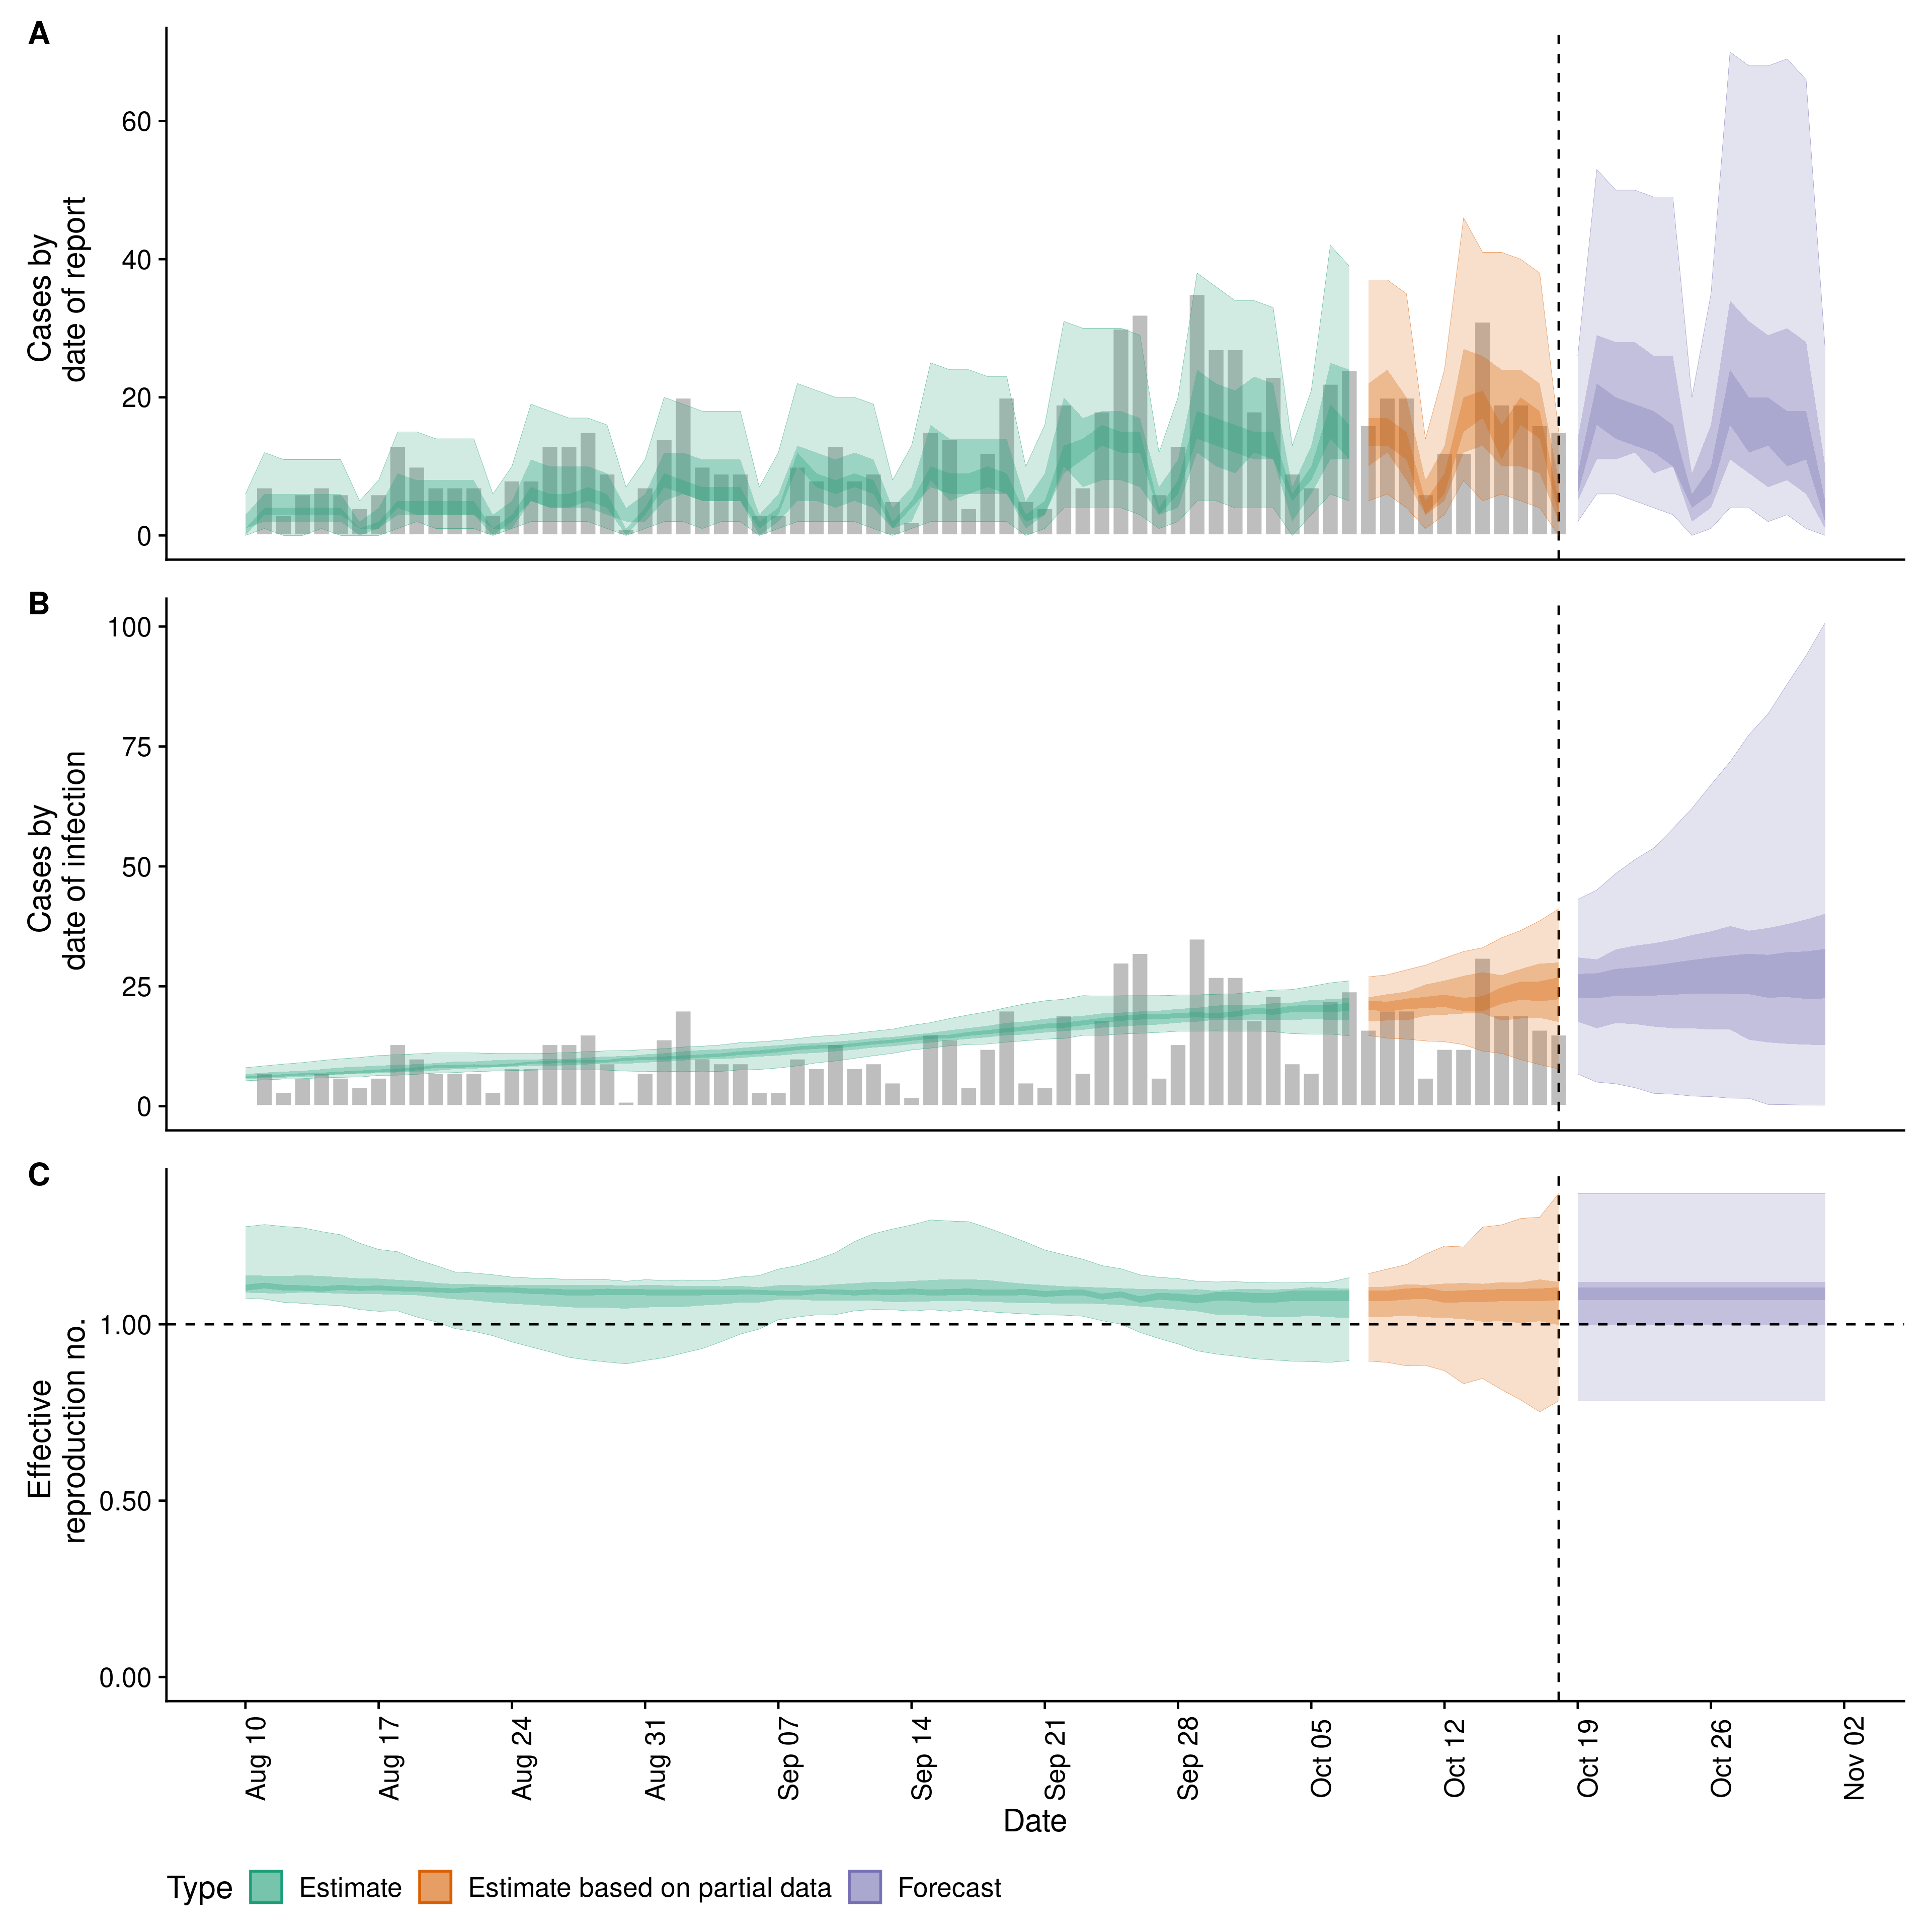 A
Cases by
date of report
60
40
20
0
B
Cases by
date of infection
100
75
50
25
0
C
Effective
reproduction no.
1.00
0.50
0.00
Aug 10
Aug 17
Aug 24
Aug 31
Sep 07
Sep 14
Sep 21
Sep 28
Oct 05
Oct 12
Oct 19
Oct 26
Nov 02
Date
Type Estimate Estimate based on partial data Forecast